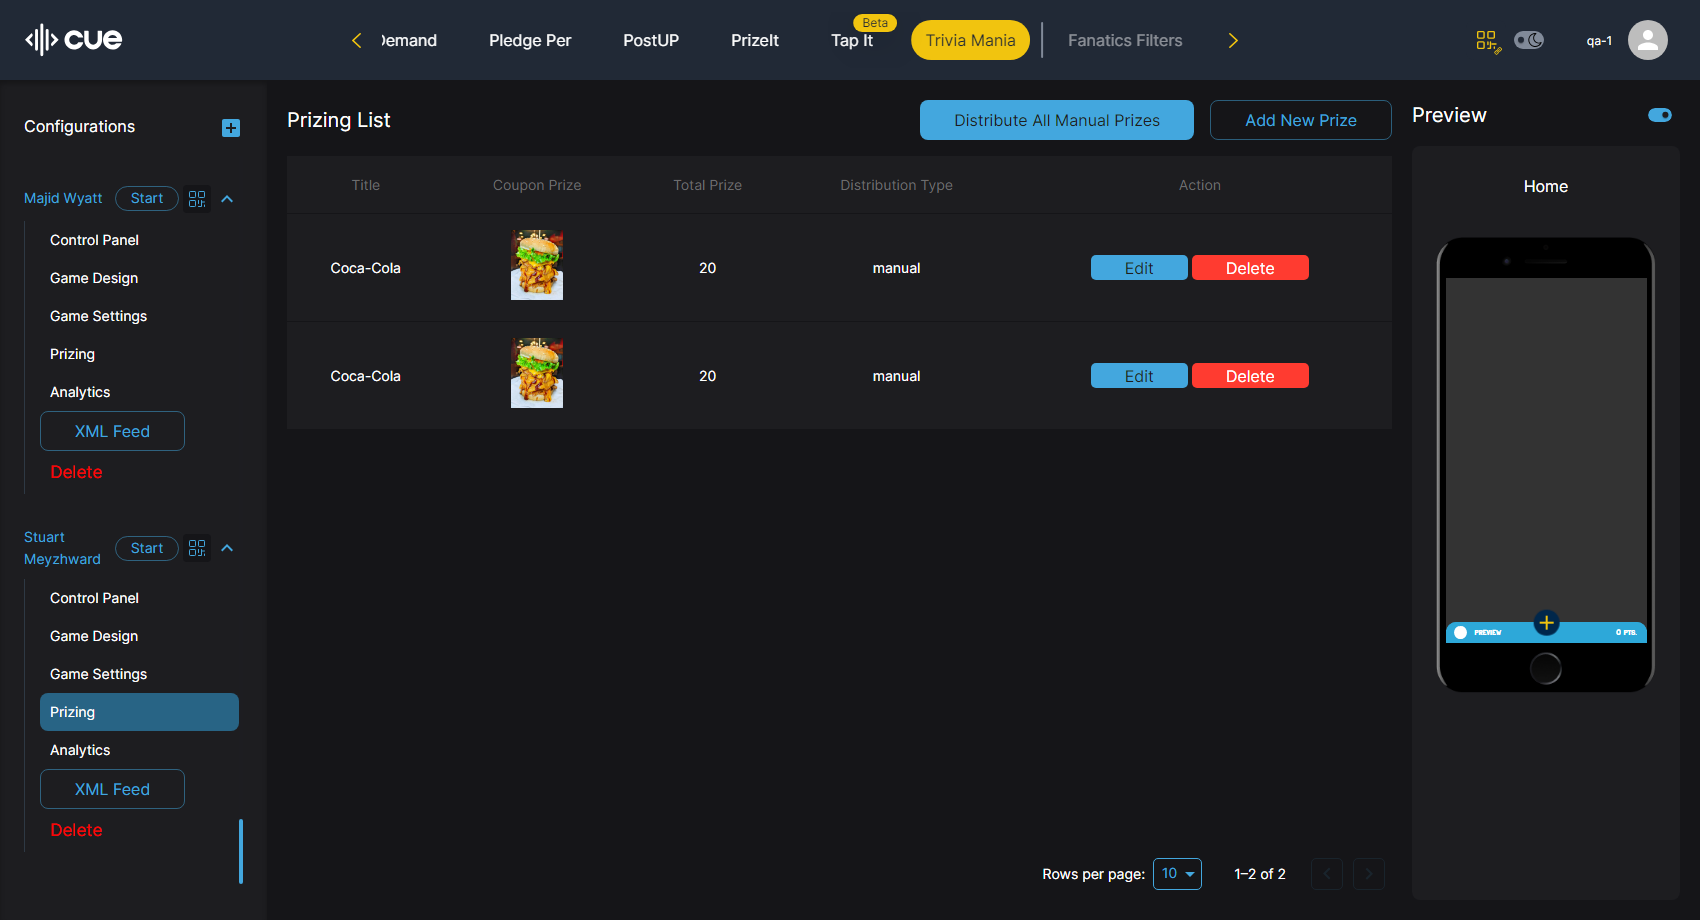 cue
Demand
Pledge Per
PostUP
PrizeIt
Tap It
Beta
Trivia Mania
Fanatics Filters
qa-1
Configurations
Majid Wyatt
Start
Control Panel
Game Design
Game Settings
Prizing
Analytics
XML Feed
Delete
Stuart
Meyzhward
Start
Control Panel
Game Design
Game Settings
Prizing
Analytics
XML Feed
Delete
Prizing List
Distribute All Manual Prizes
Add New Prize
Title Coupon Prize Total Prize Distribution Type Action
Coca-Cola 20 manual Edit Delete
Coca-Cola 20 manual Edit Delete
Rows per page: 10 1–2 of 2
Preview
Home
PREVIEW
0 PTS.